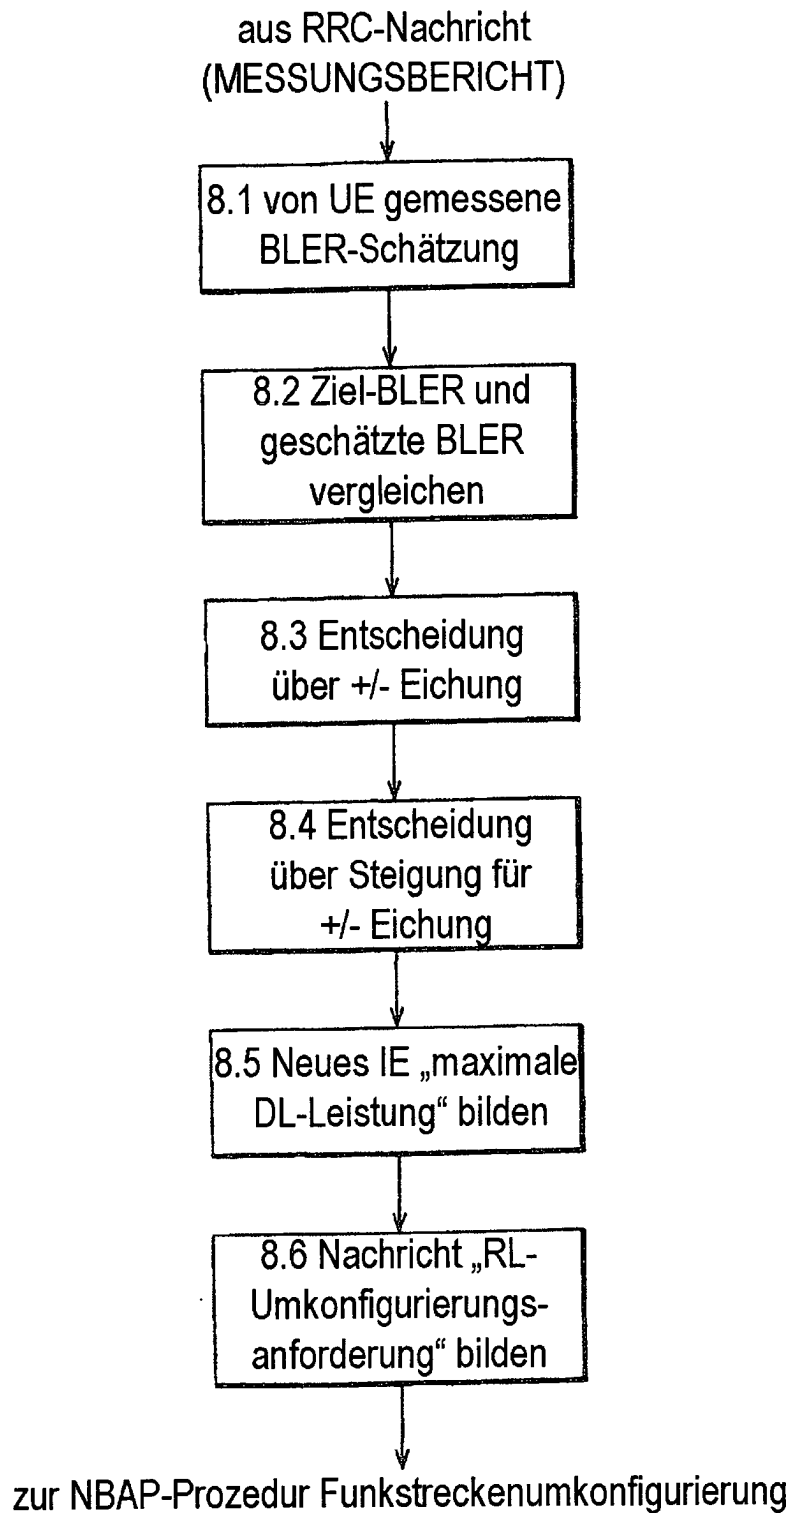 aus RRC-Nachricht
(MESSUNGSBERICHT)
8.1 von UE gemessene
BLER-Schätzung
8.2 Ziel-BLER und
geschätzte BLER
vergleichen
8.3 Entscheidung
über +/- Eichung
8.4 Entscheidung
über Steigung für
+/- Eichung
8.5 Neues IE „maximale
DL-Leistung“ bilden
8.6 Nachricht „RL-
Umkonfigurierungs-
anforderung“ bilden
zur NBAP-Prozedur Funkstreckenumkonfigurierung